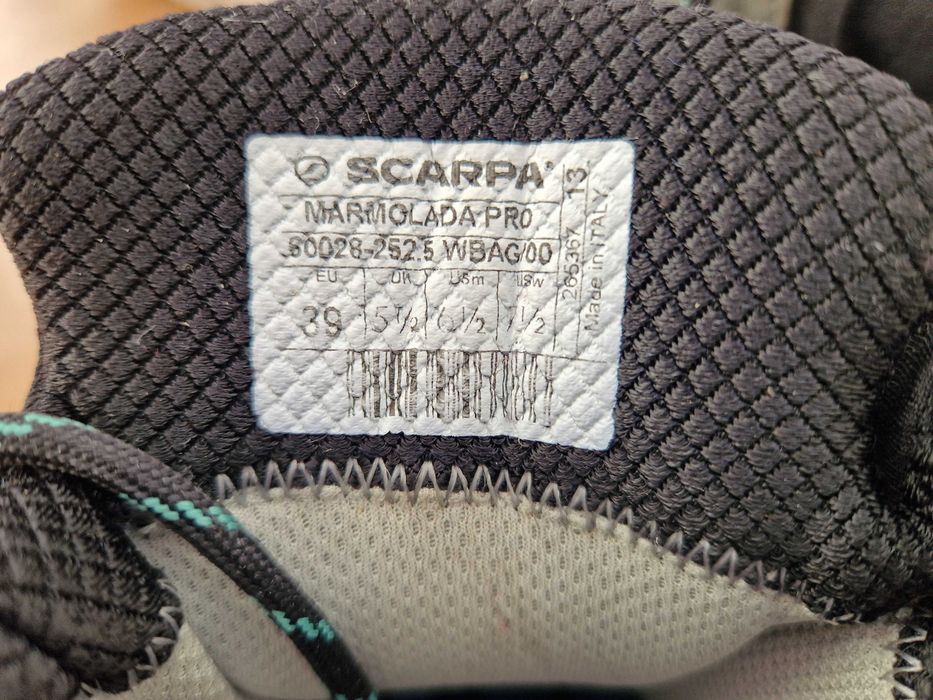 SCARPA
MARMOLADA PRO
60028-252.5 WBAG/00
EU UK USm USw
39 5½ 6½ 7½
265367 13
Made in ITALY